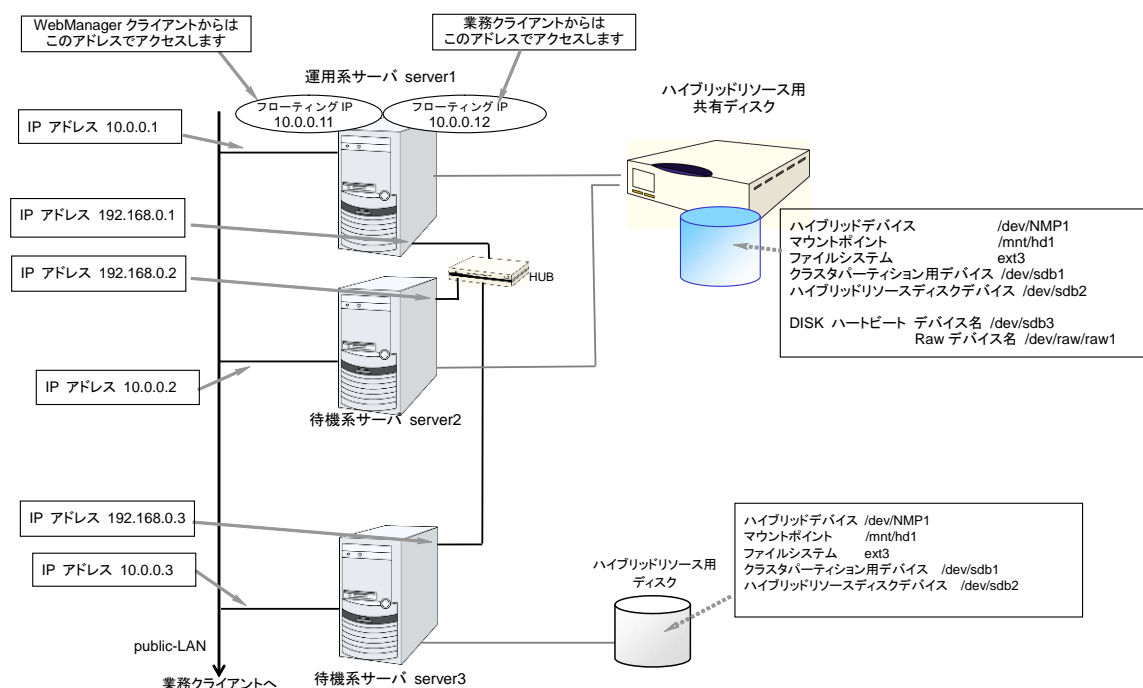 WebManager クライアントからは
このアドレスでアクセスします
業務クライアントからは
このアドレスでアクセスします
運用系サーバ server1
フローティング IP
10.0.0.11
フローティング IP
10.0.0.12
ハイブリッドリソース用
共有ディスク
IP アドレス 10.0.0.1
IP アドレス 192.168.0.1
IP アドレス 192.168.0.2
HUB
ハイブリッドデバイス /dev/NMP1
マウントポイント /mnt/hd1
ファイルシステム ext3
クラスタパーティション用デバイス /dev/sdb1
ハイブリッドリソースディスクデバイス /dev/sdb2
DISK ハートビート デバイス名 /dev/sdb3
Raw デバイス名 /dev/raw/raw1
IP アドレス 10.0.0.2
待機系サーバ server2
IP アドレス 192.168.0.3
IP アドレス 10.0.0.3
ハイブリッドリソース用
ディスク
ハイブリッドデバイス /dev/NMP1
マウントポイント /mnt/hd1
ファイルシステム ext3
クラスタパーティション用デバイス /dev/sdb1
ハイブリッドリソースディスクデバイス /dev/sdb2
public-LAN
業務クライアントへ
待機系サーバ server3